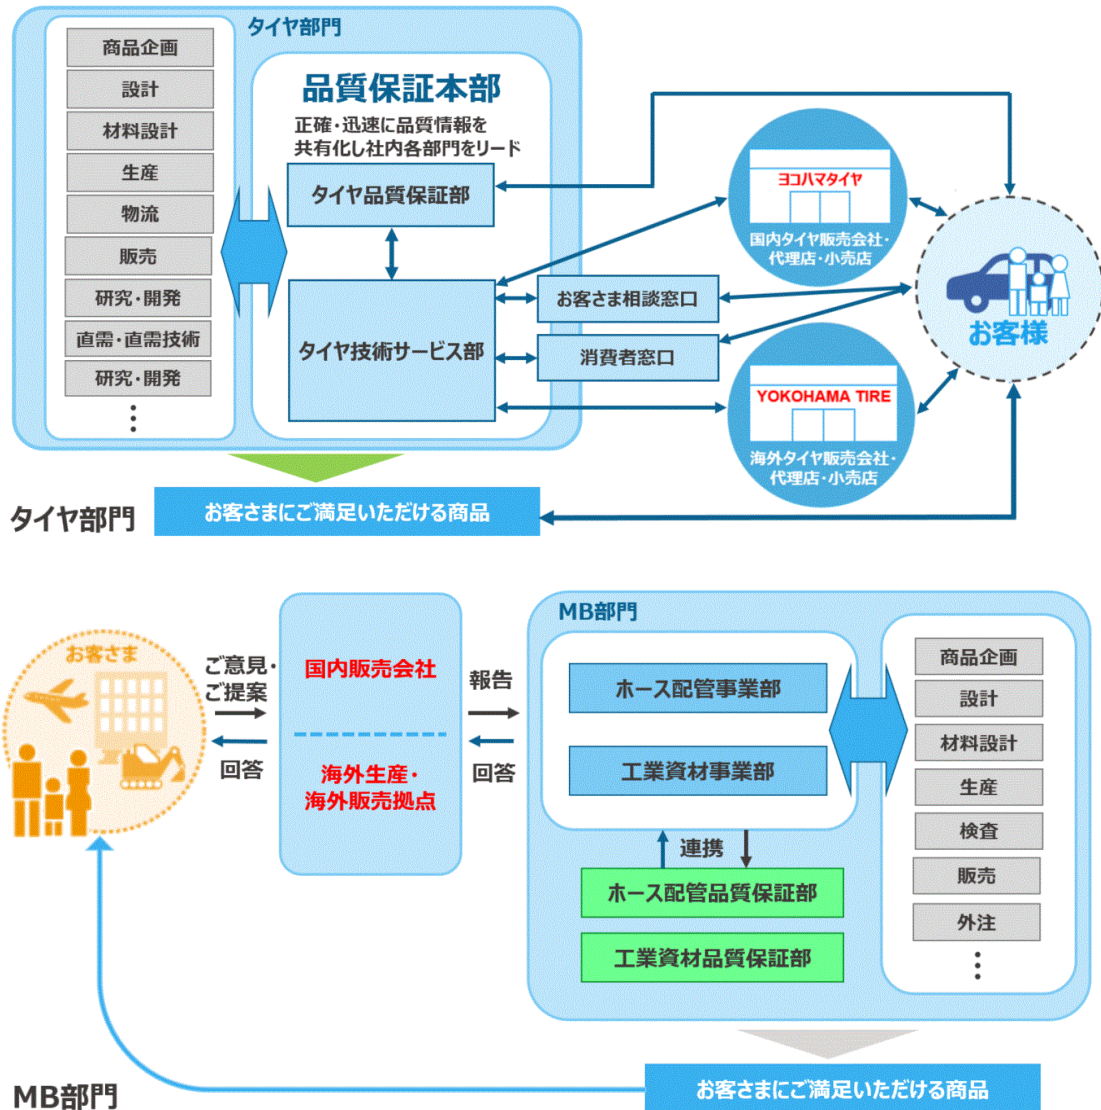 タイヤ部門
商品企画
設計
材料設計
生産
物流
販売
研究・開発
直需・直需技術
研究・開発
品質保証本部
正確・迅速に品質情報を
共有化し社内各部門をリード
タイヤ品質保証部
タイヤ技術サービス部
お客さま相談窓口
消費者窓口
ヨコハマタイヤ
国内タイヤ販売会社・
代理店・小売店
YOKOHAMA TIRE
海外タイヤ販売会社・
代理店・小売店
お客様
タイヤ部門
お客さまにご満足いただける商品
お客さま
ご意見・
ご提案
回答
国内販売会社
海外生産・
海外販売拠点
報告
回答
MB部門
ホース配管事業部
工業資材事業部
連携
ホース配管品質保証部
工業資材品質保証部
商品企画
設計
材料設計
生産
検査
販売
外注
MB部門
お客さまにご満足いただける商品